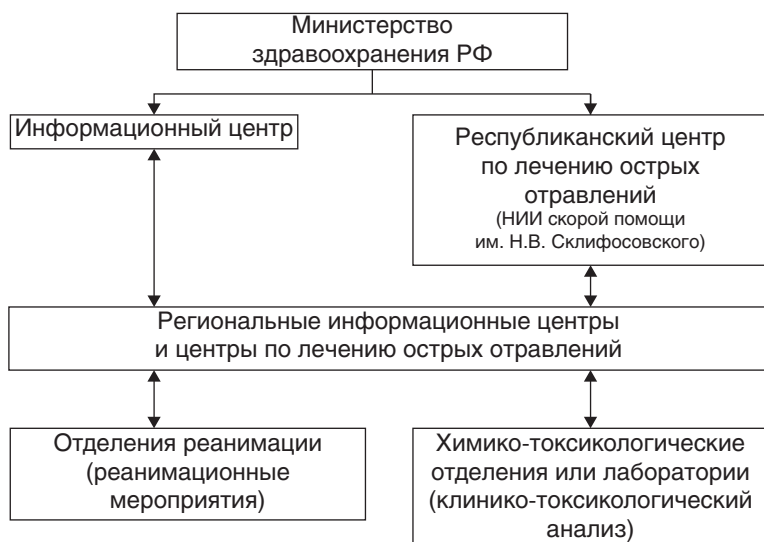 Министерство
здравоохранения РФ
Информационный центр
Республиканский центр
по лечению острых
отравлений
(НИИ скорой помощи
им. Н.В. Склифосовского)
Региональные информационные центры
и центры по лечению острых отравлений
Отделения реанимации
(реанимационные
мероприятия)
Химико-токсикологические
отделения или лаборатории
(клинико-токсикологический
анализ)